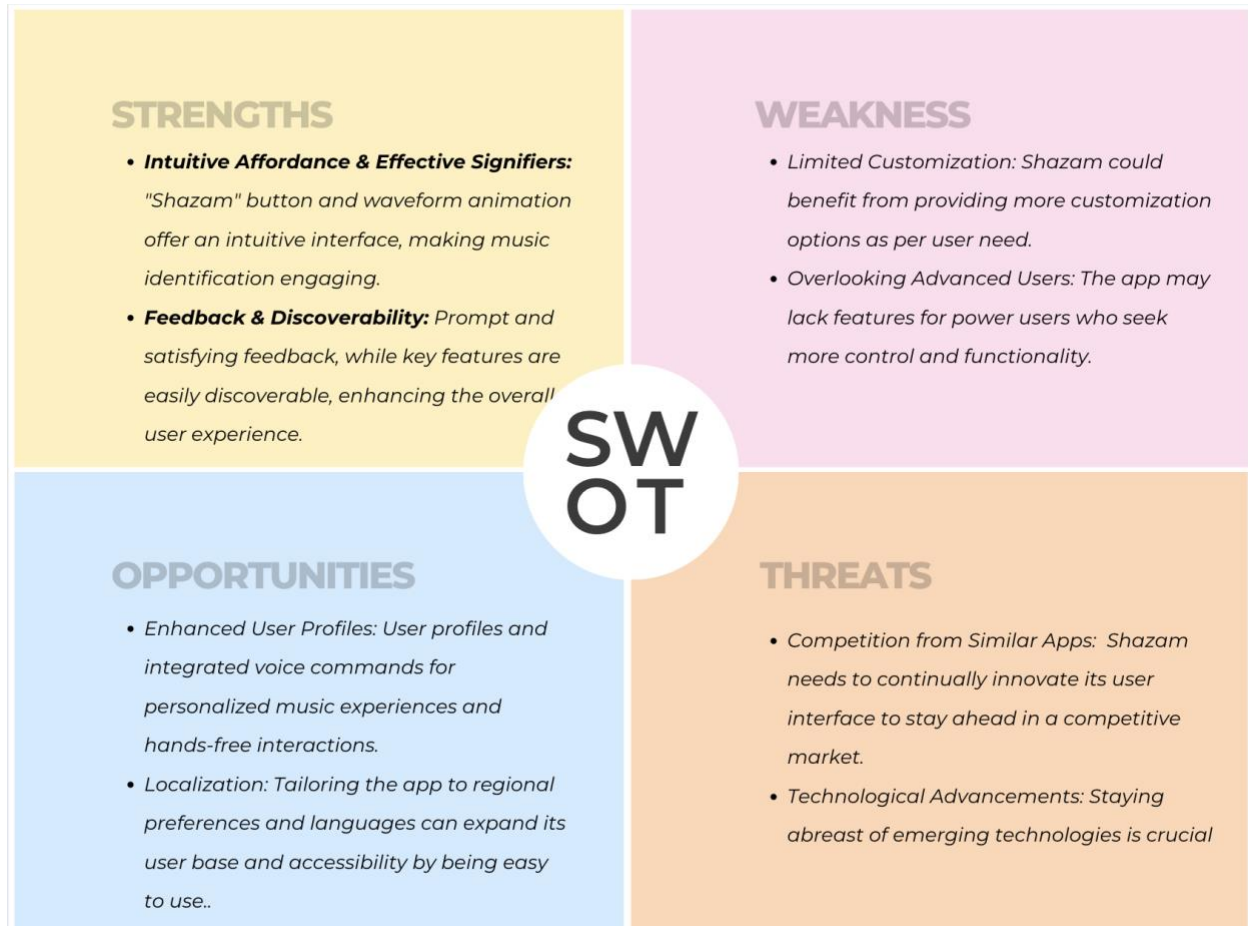 STRENGTHS
• Intuitive Affordance & Effective Signifiers:
"Shazam" button and waveform animation
offer an intuitive interface, making music
identification engaging.
• Feedback & Discoverability: Prompt and
satisfying feedback, while key features are
easily discoverable, enhancing the overall
user experience.
WEAKNESS
• Limited Customization: Shazam could
benefit from providing more customization
options as per user need.
• Overlooking Advanced Users: The app may
lack features for power users who seek
more control and functionality.
SW
OT
OPPORTUNITIES
• Enhanced User Profiles: User profiles and
integrated voice commands for
personalized music experiences and
hands-free interactions.
• Localization: Tailoring the app to regional
preferences and languages can expand its
user base and accessibility by being easy
to use..
THREATS
• Competition from Similar Apps:  Shazam
needs to continually innovate its user
interface to stay ahead in a competitive
market.
• Technological Advancements: Staying
abreast of emerging technologies is crucial